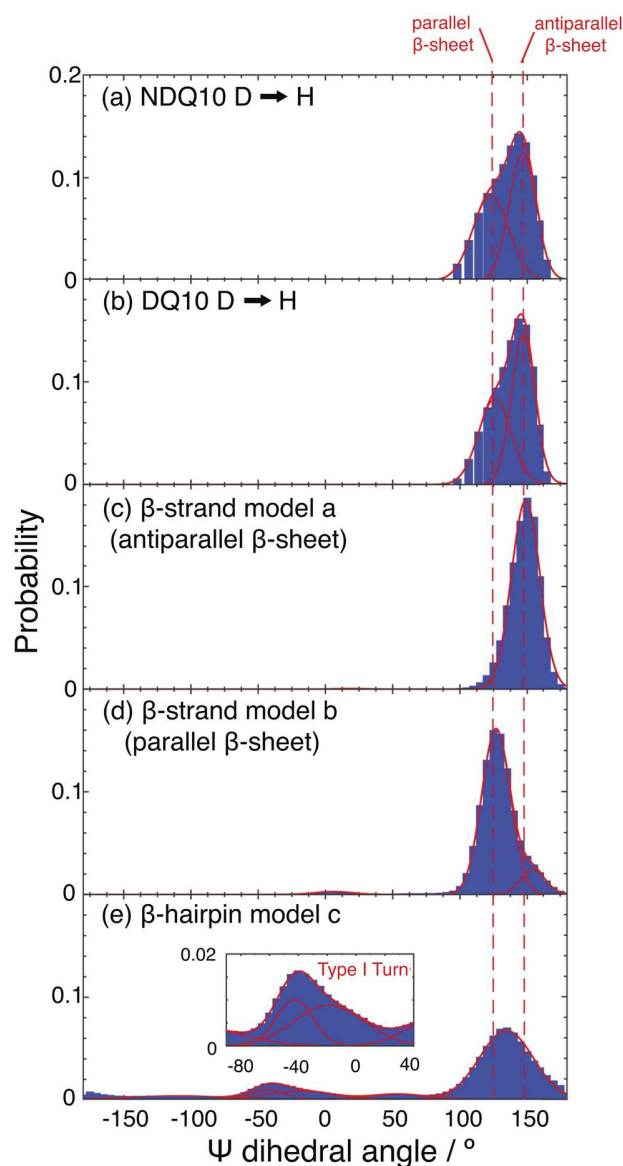 parallel antiparallel
β-sheet β-sheet
0.2
(a) NDQ10 D → H
0.1
0
(b) DQ10 D → H
0.1
0
(c) β-strand model a
(antiparallel β-sheet)
0.1
0
(d) β-strand model b
(parallel β-sheet)
0.1
0
(e) β-hairpin model c
0.02
Type I Turn
0.1
0
-80 -40 0 40
0
-150 -100 -50 0 50 100 150
Ψ dihedral angle / º
Probability